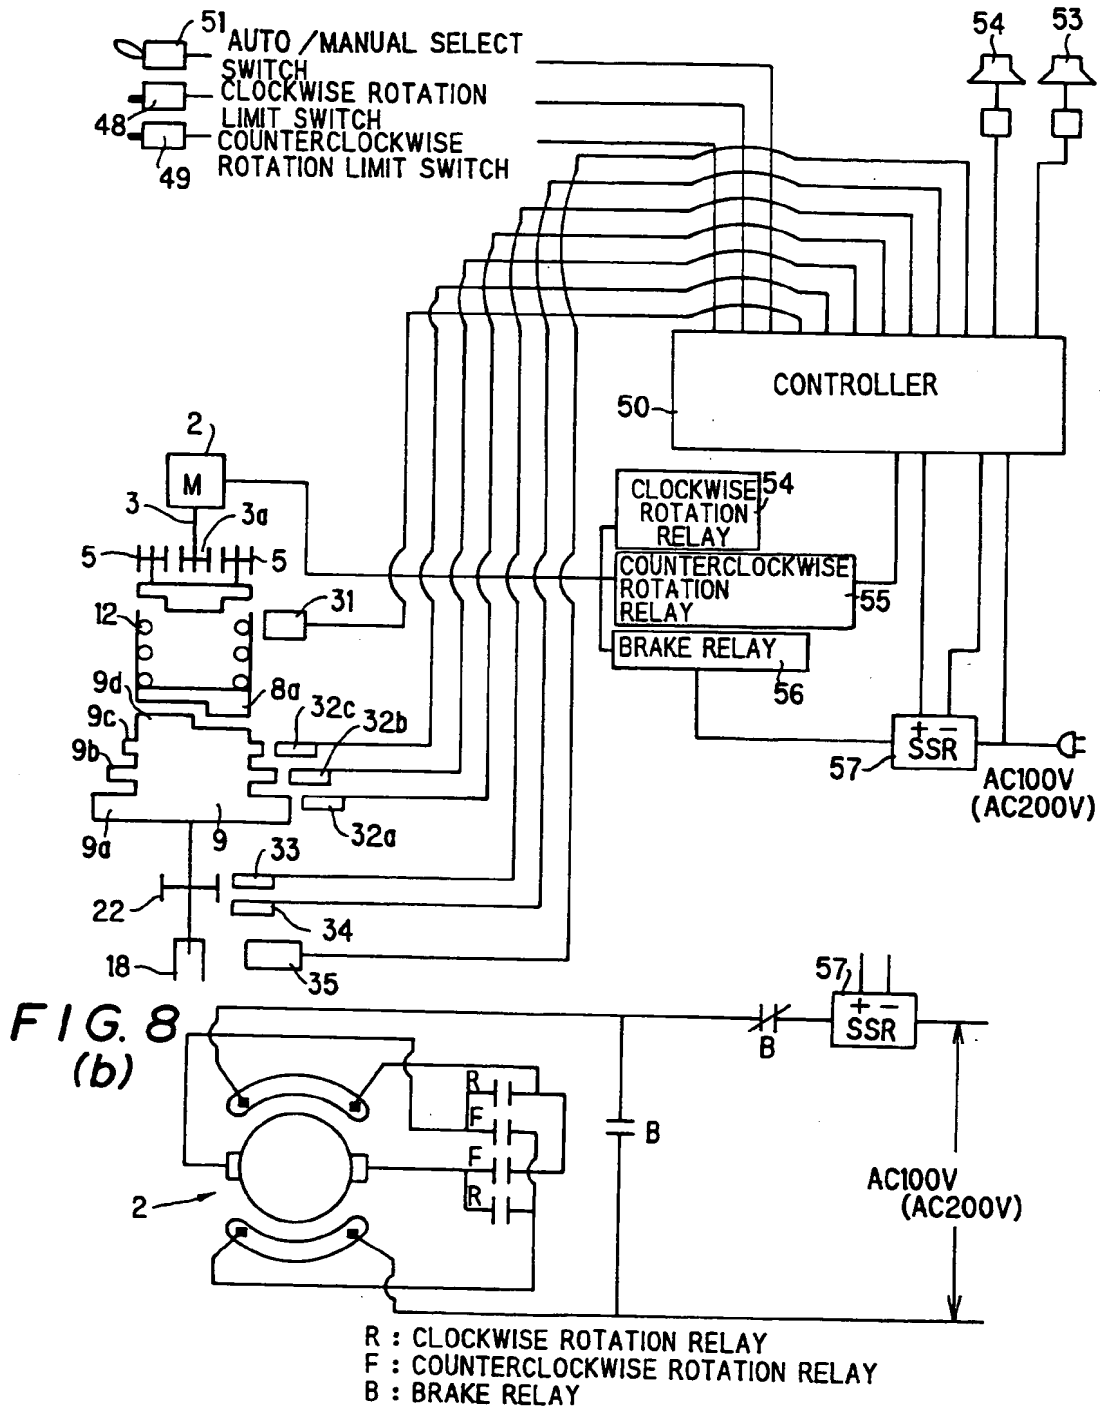 51
AUTO / MANUAL SELECT
SWITCH
CLOCKWISE ROTATION
LIMIT SWITCH
48
COUNTERCLOCKWISE
ROTATION LIMIT SWITCH
49
54
53
CONTROLLER
50
2
M
3
3a
5
5
12
31
CLOCKWISE
ROTATION
RELAY
54
COUNTERCLOCKWISE
ROTATION
RELAY
55
BRAKE RELAY
56
9d
8a
9c
32c
32b
9b
+ −
SSR
57
AC100V
(AC200V)
9a
9
32a
33
22
34
18
35
FIG. 8
(b)
57
+ −
SSR
B
R
F
B
F
R
2
AC100V
(AC200V)
R : CLOCKWISE ROTATION RELAY
F : COUNTERCLOCKWISE ROTATION RELAY
B : BRAKE RELAY